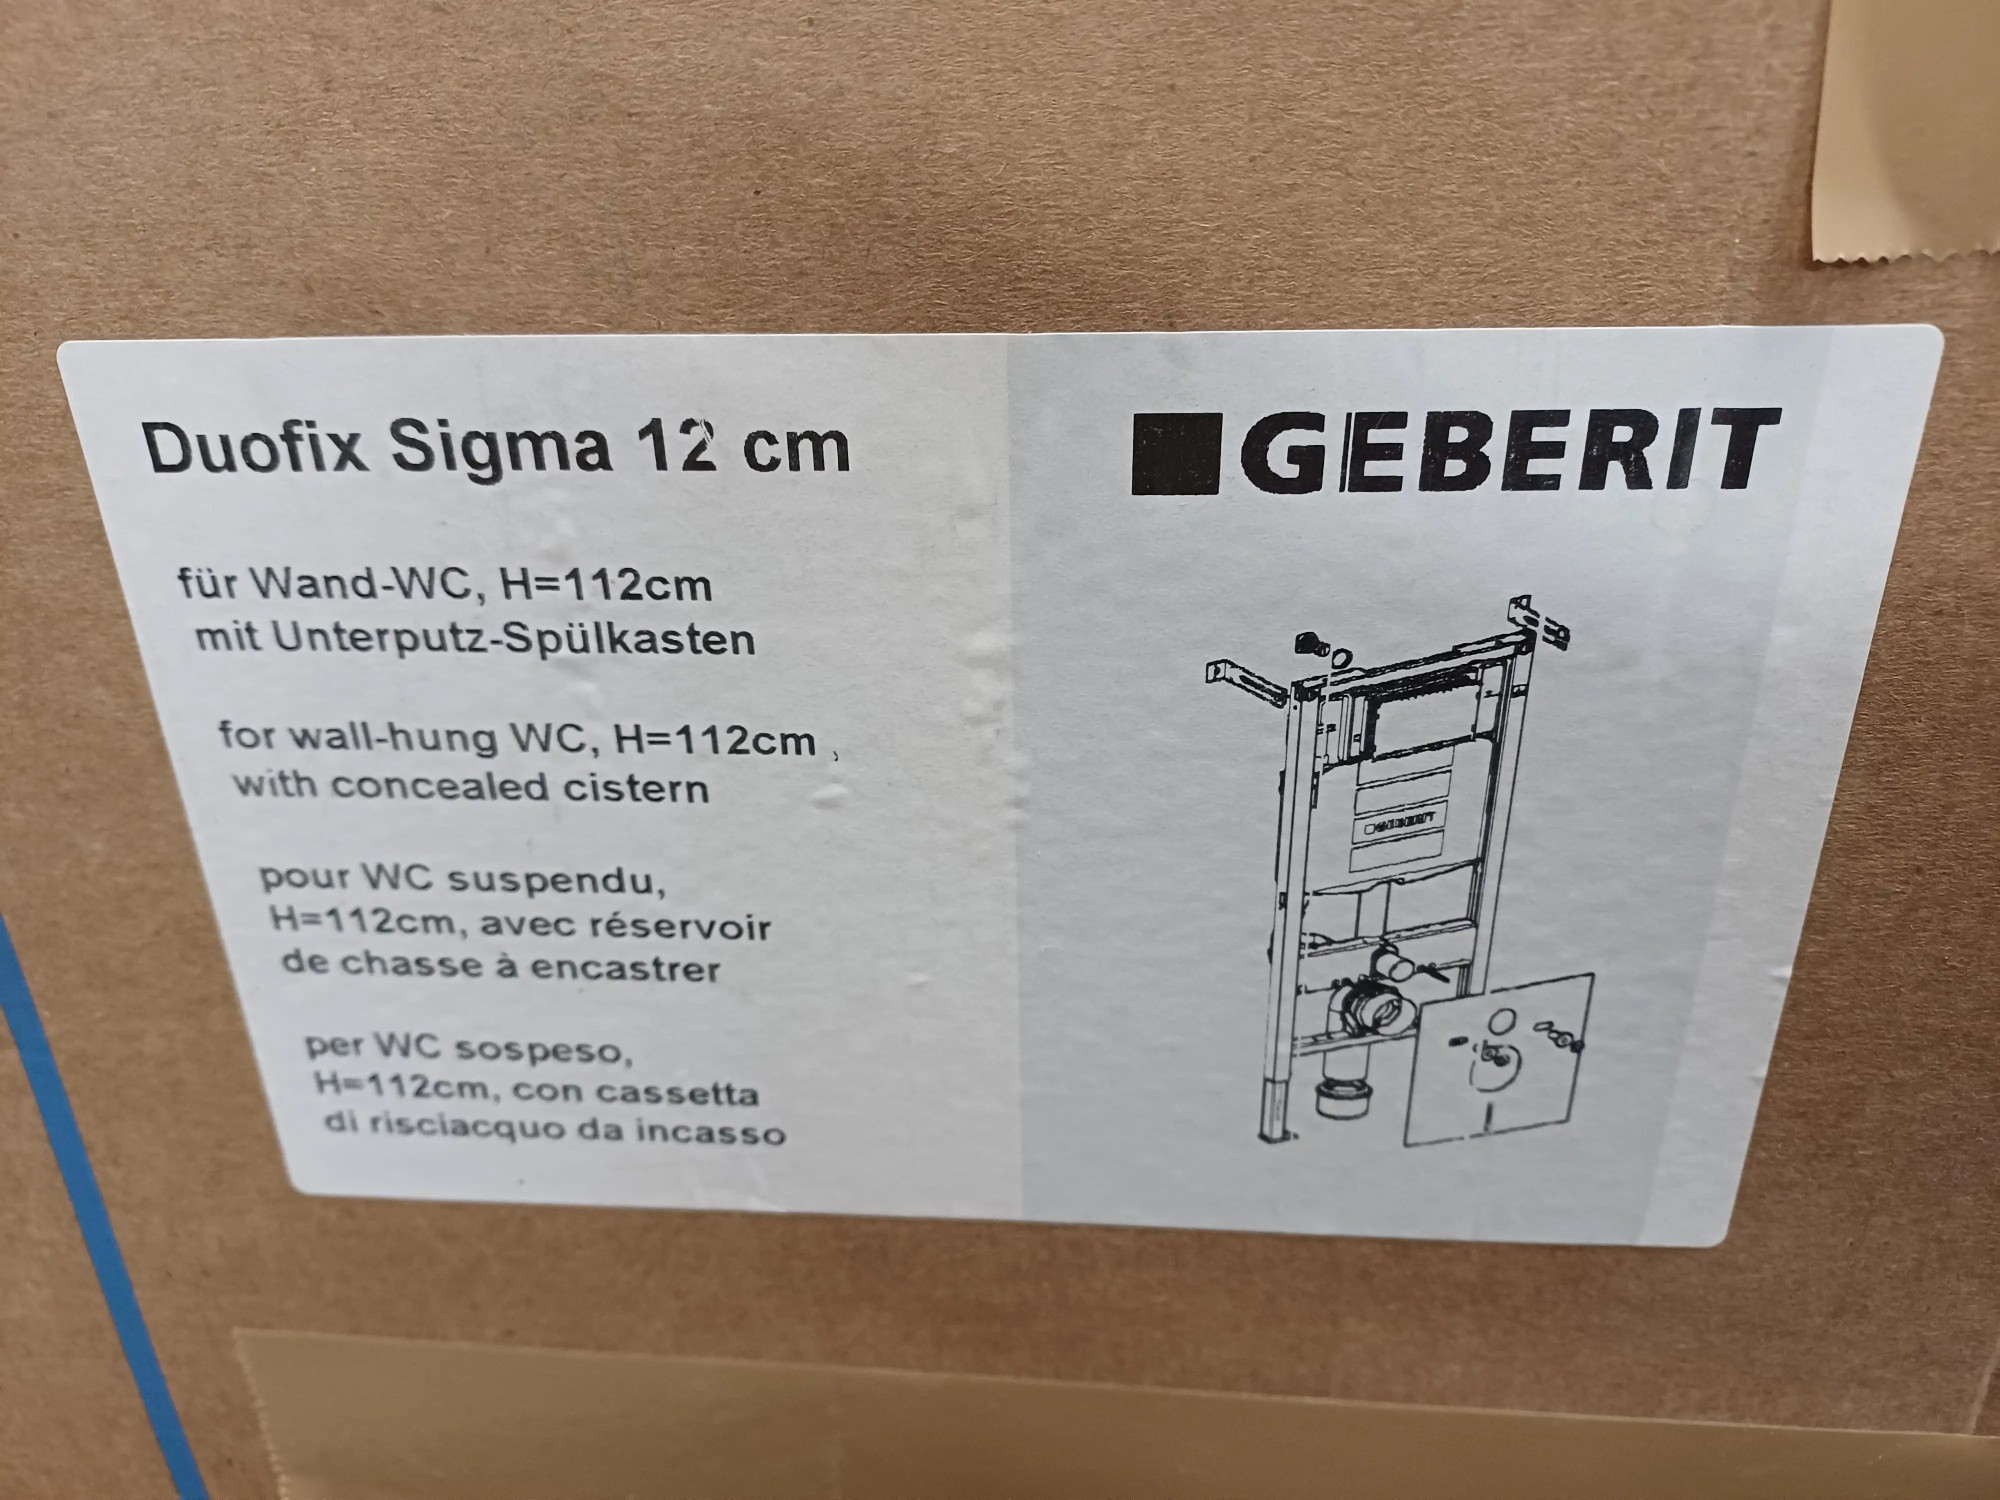 Duofix Sigma 12 cm
GEBERIT
für Wand-WC, H=112cm
mit Unterputz-Spülkasten
for wall-hung WC, H=112cm ,
with concealed cistern
pour WC suspendu,
H=112cm, avec réservoir
de chasse à encastrer
per WC sospeso,
H=112cm, con cassetta
di risciacquo da incasso
GEBERIT